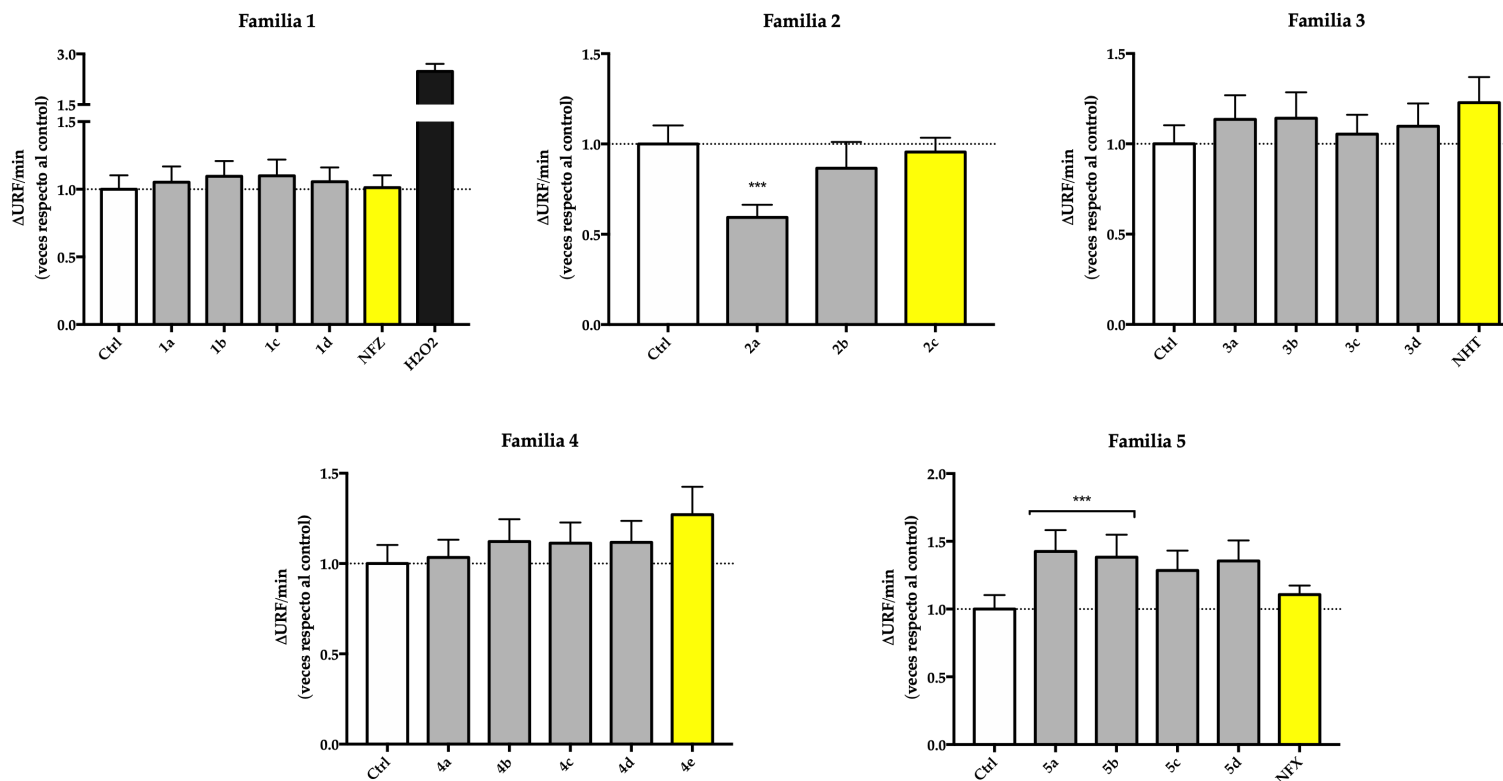 Familia 1
ΔURF/min
(veces respecto al control)
3.0
1.5
1.5
1.0
0.5
0.0
Ctrl
1a
1b
1c
1d
NFZ
H2O2
Familia 2
ΔURF/min
(veces respecto al control)
1.5
1.0
0.5
0.0
***
Ctrl
2a
2b
2c
Familia 3
ΔURF/min
(veces respecto al control)
1.5
1.0
0.5
0.0
Ctrl
3a
3b
3c
3d
NHT
Familia 4
ΔURF/min
(veces respecto al control)
1.5
1.0
0.5
0.0
Ctrl
4a
4b
4c
4d
4e
Familia 5
ΔURF/min
(veces respecto al control)
2.0
1.5
1.0
0.5
0.0
***
Ctrl
5a
5b
5c
5d
NFX